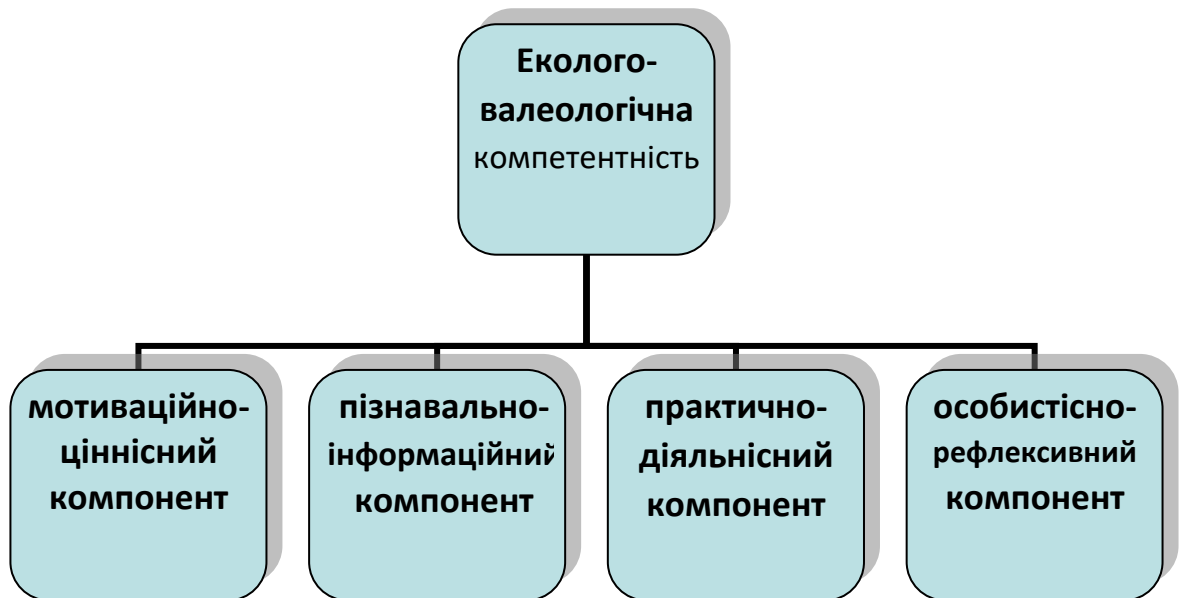 Еколого-
валеологічна
компетентність
мотиваційно-
ціннісний
компонент
пізнавально-
інформаційний
компонент
практично-
діяльнісний
компонент
особистісно-
рефлексивний
компонент